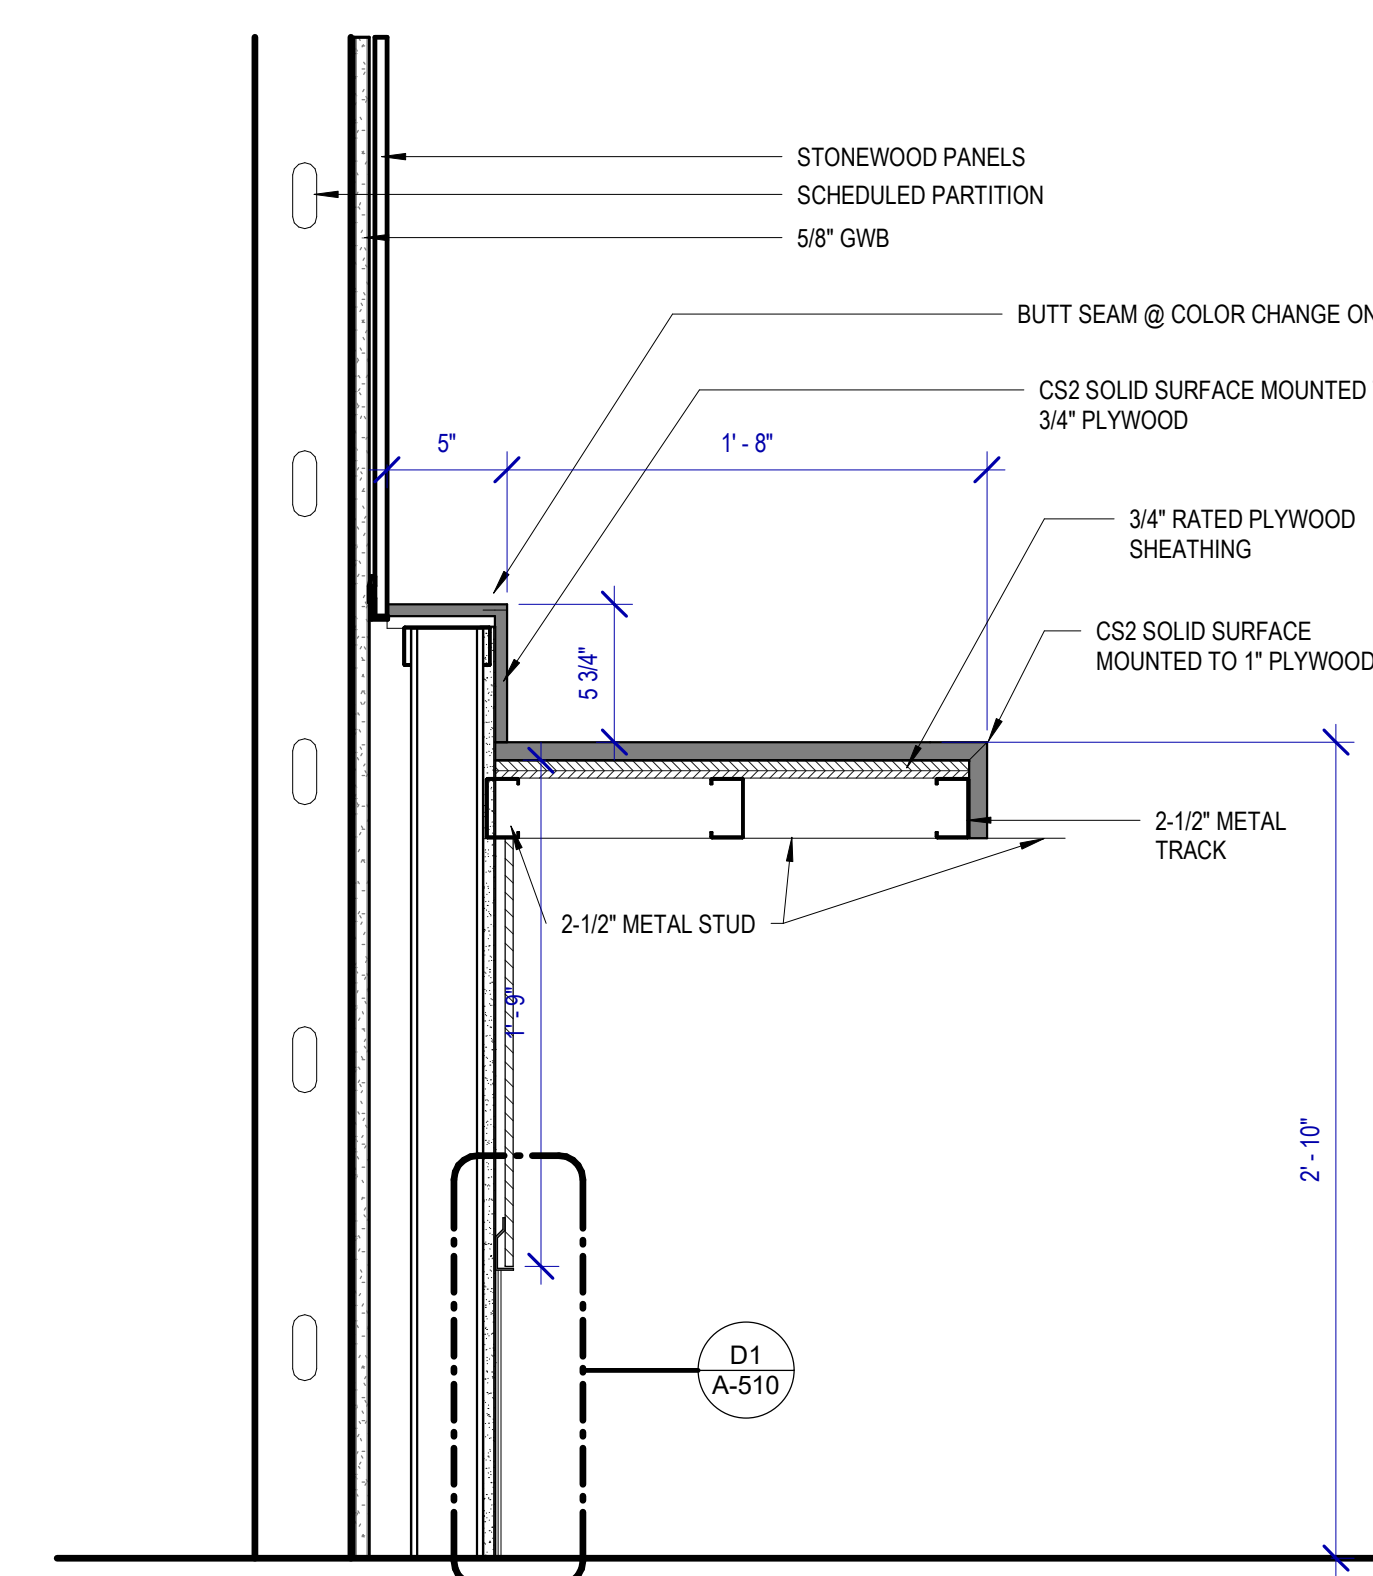 STONEWOOD PANELS
SCHEDULED PARTITION
5/8" GWB
BUTT SEAM @ COLOR CHANGE ON
CS2 SOLID SURFACE MOUNTED
3/4" PLYWOOD
5"
1' - 8"
3/4" RATED PLYWOOD
SHEATHING
CS2 SOLID SURFACE
MOUNTED TO 1" PLYWOOD
5 3/4"
2-1/2" METAL
TRACK
2-1/2" METAL STUD
1' - 9"
2' - 10"
D1
A-510